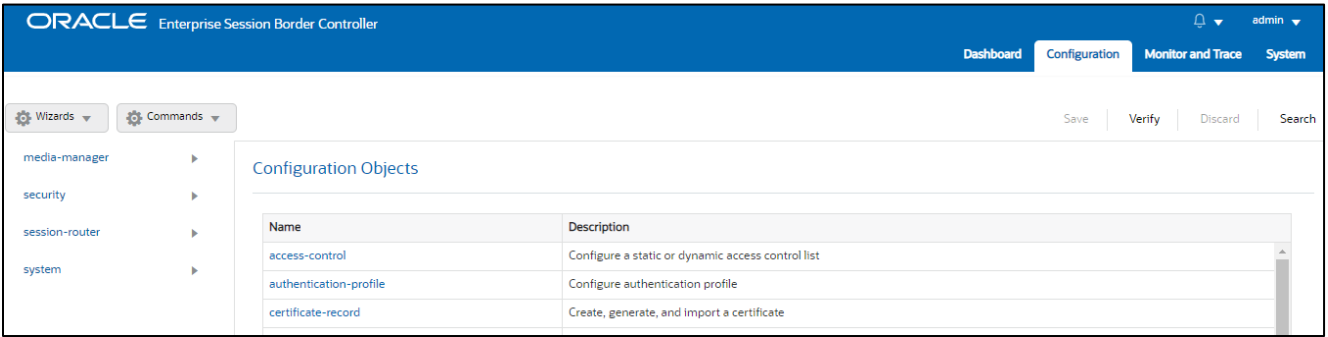 ORACLE Enterprise Session Border Controller
admin
Dashboard Configuration Monitor and Trace System
Wizards Commands Save Verify Discard Search
media-manager
security
session-router
system
Configuration Objects
Name Description
access-control Configure a static or dynamic access control list
authentication-profile Configure authentication profile
certificate-record Create, generate, and import a certificate